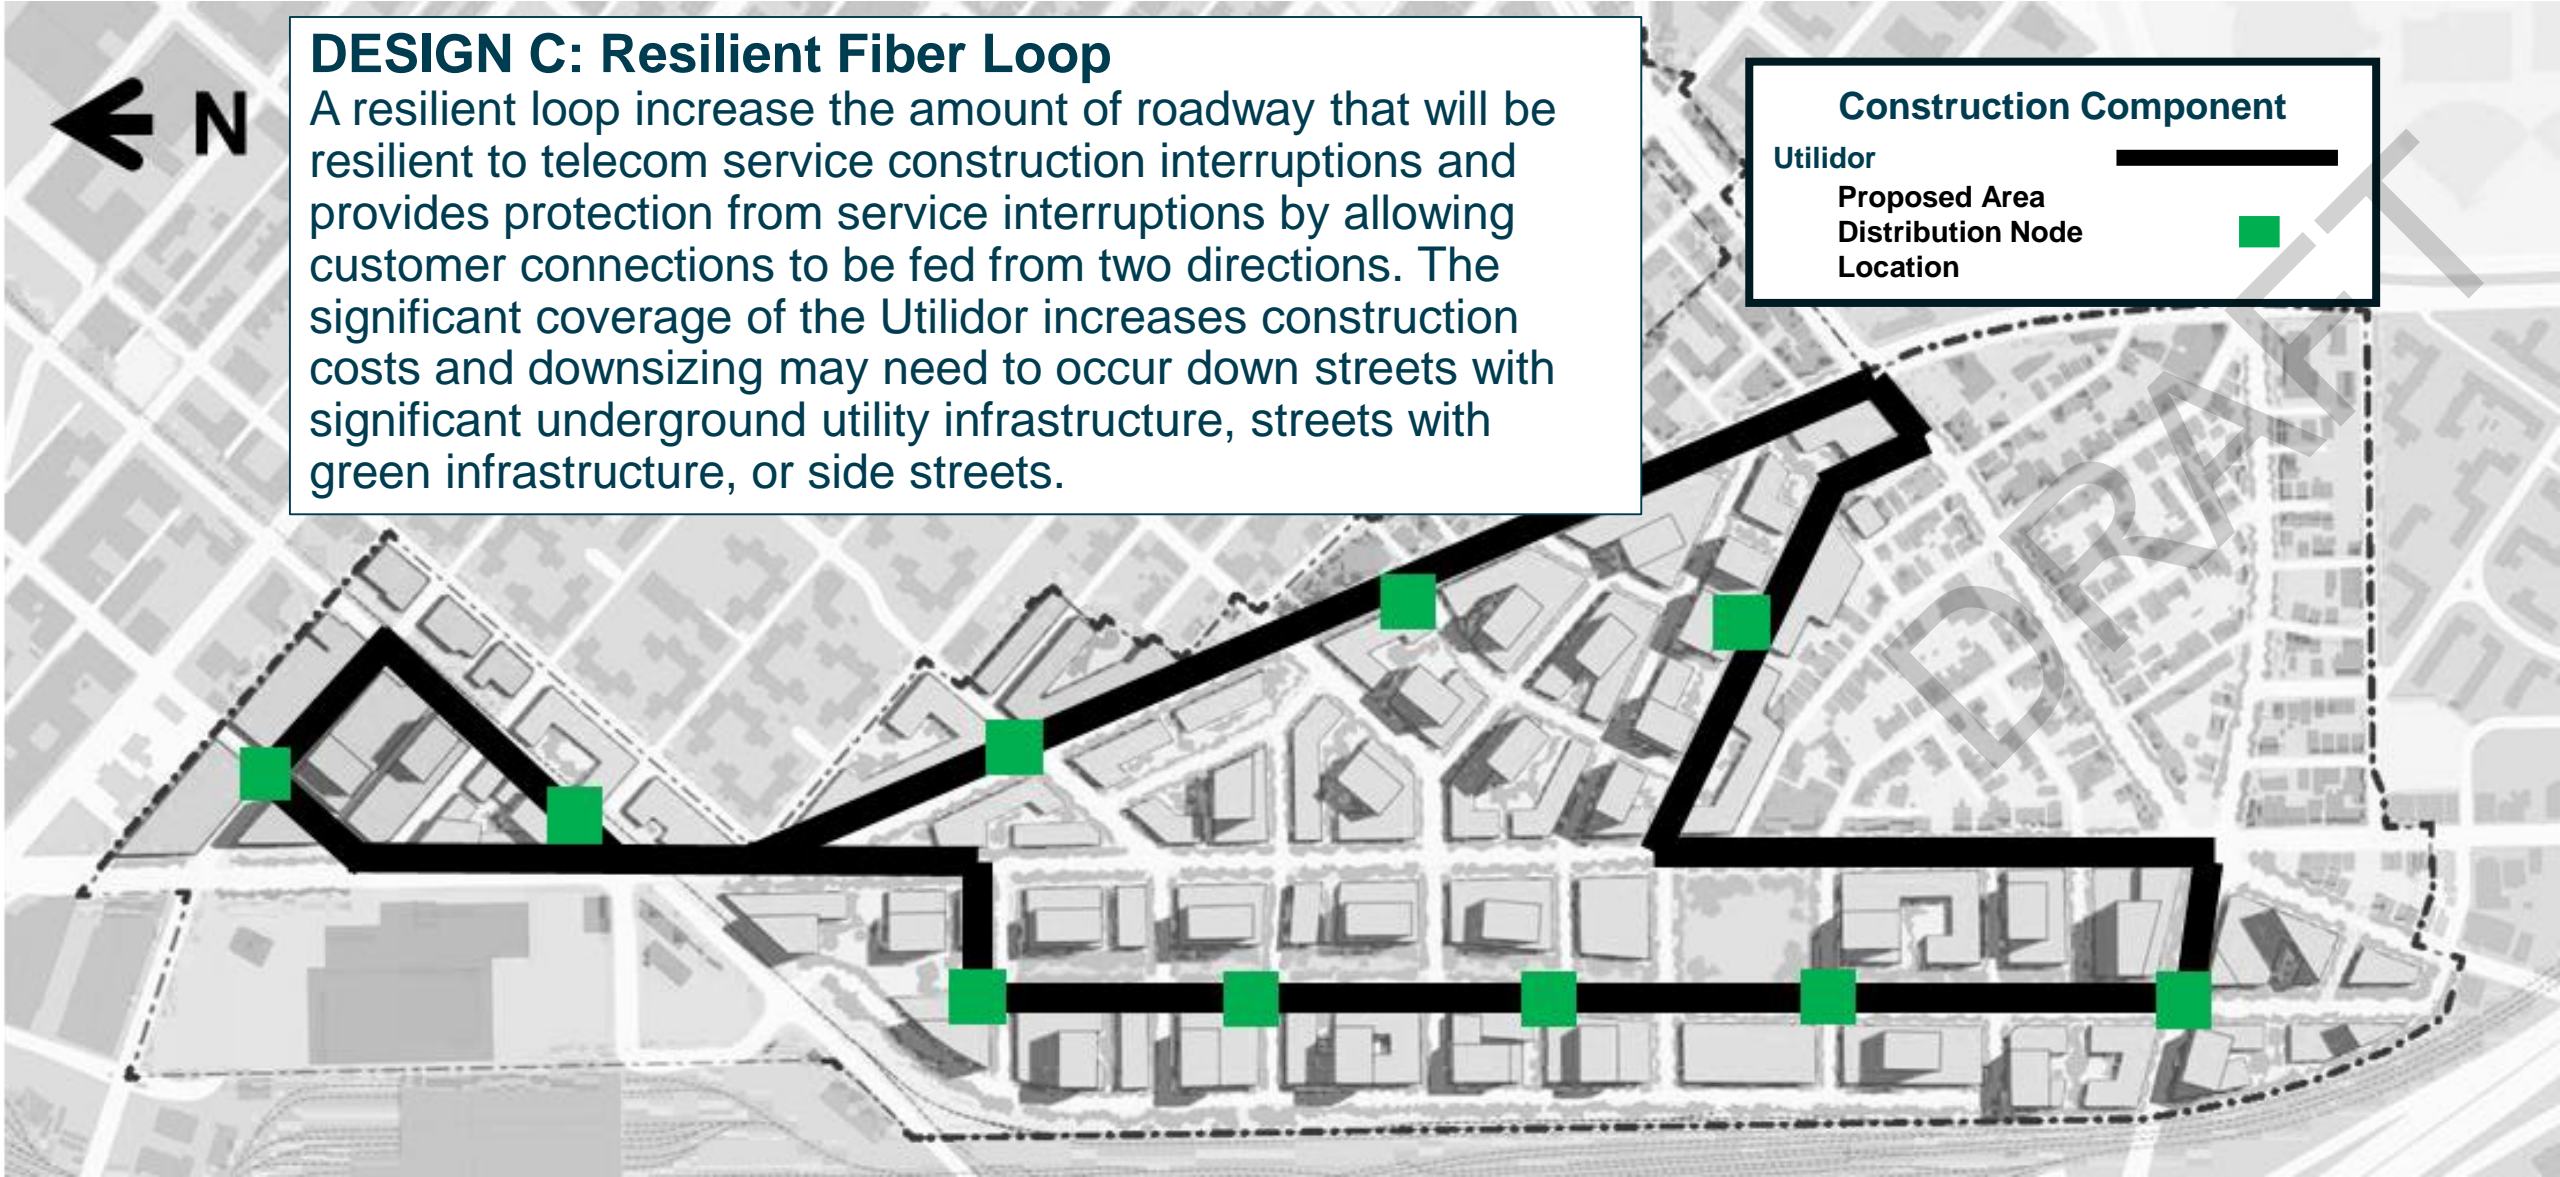 DESIGN C: Resilient Fiber Loop
A resilient loop increase the amount of roadway that will be
resilient to telecom service construction interruptions and
provides protection from service interruptions by allowing
customer connections to be fed from two directions. The
significant coverage of the Utilidor increases construction
costs and downsizing may need to occur down streets with
significant underground utility infrastructure, streets with
green infrastructure, or side streets.
N
Construction Component
Utilidor
Proposed Area
Distribution Node
Location
DRAFT